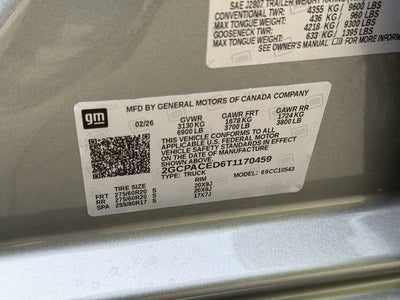 SAE J2807 TRAILER WEIGHT RATING
CONVENTIONAL TWR: 4355 KG / 9600 LBS
MAX TONGUE WEIGHT: 436 KG / 960 LBS
GOOSENECK TWR: 4218 KG / 9300 LBS
MAX TONGUE WEIGHT: 633 KG / 1395 LBS
SEE OWNER'S MANUAL FOR MORE INFORMATION
gm
MFD BY GENERAL MOTORS OF CANADA COMPANY
02/26 GVWR GAWR FRT GAWR RR
3130 KG 1678 KG 1724 KG
6900 LB 3700 LB 3800 LB
THIS VEHICLE CONFORMS TO ALL
APPLICABLE U.S. FEDERAL MOTOR
VEHICLE SAFETY STANDARDS IN EFFECT
ON THE DATE OF MANUFACTURE
SHOWN ABOVE.
2GCPACED6T1170459
TYPE: TRUCK MODEL: 69CC10543
TIRE SIZE RIM
FRT 275/60R20 S 20X9J
RR 275/60R20 S 20X9J
SPA 255/80R17 S 17X7J